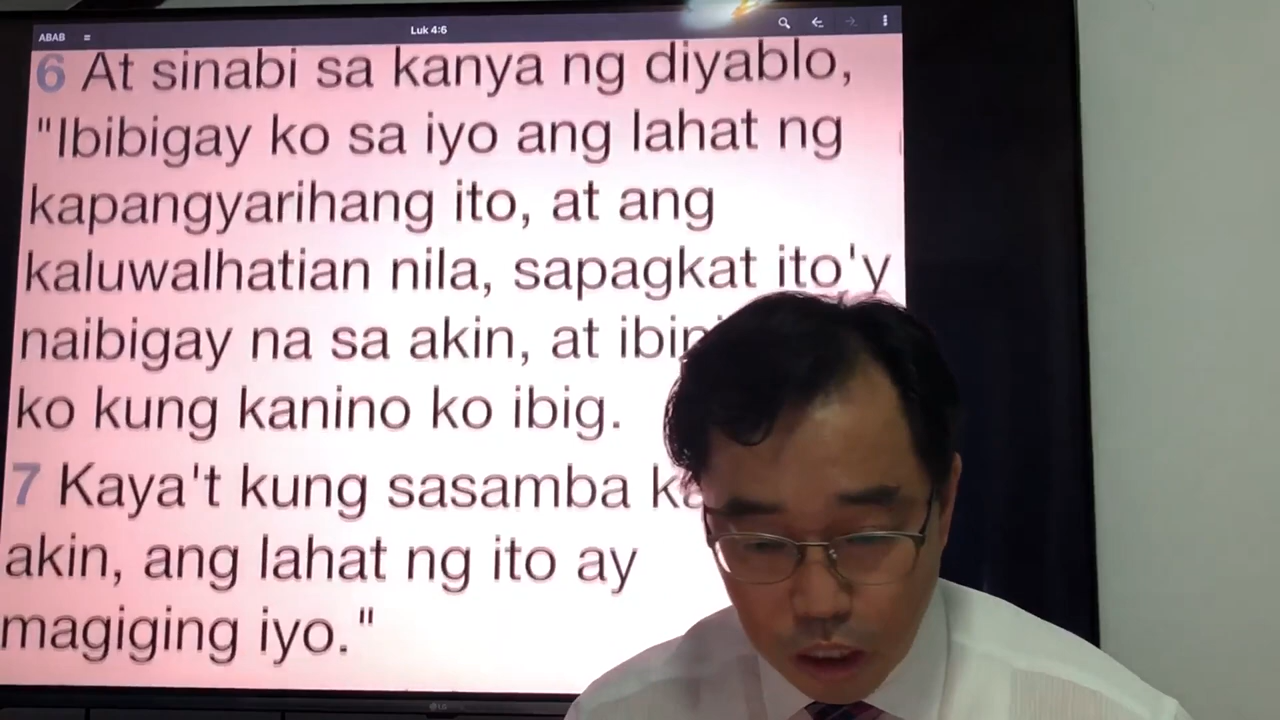 ABAB
Luk 4:6
6 At sinabi sa kanya ng diyablo,
"Ibibigay ko sa iyo ang lahat ng
kapangyarihang ito, at ang
kaluwalhatian nila, sapagkat ito'y
naibigay na sa akin, at
ko kung kanino ko ibig.
7 Kaya't kung sasamba
akin, ang lahat ng ito ay
magiging iyo."
LG